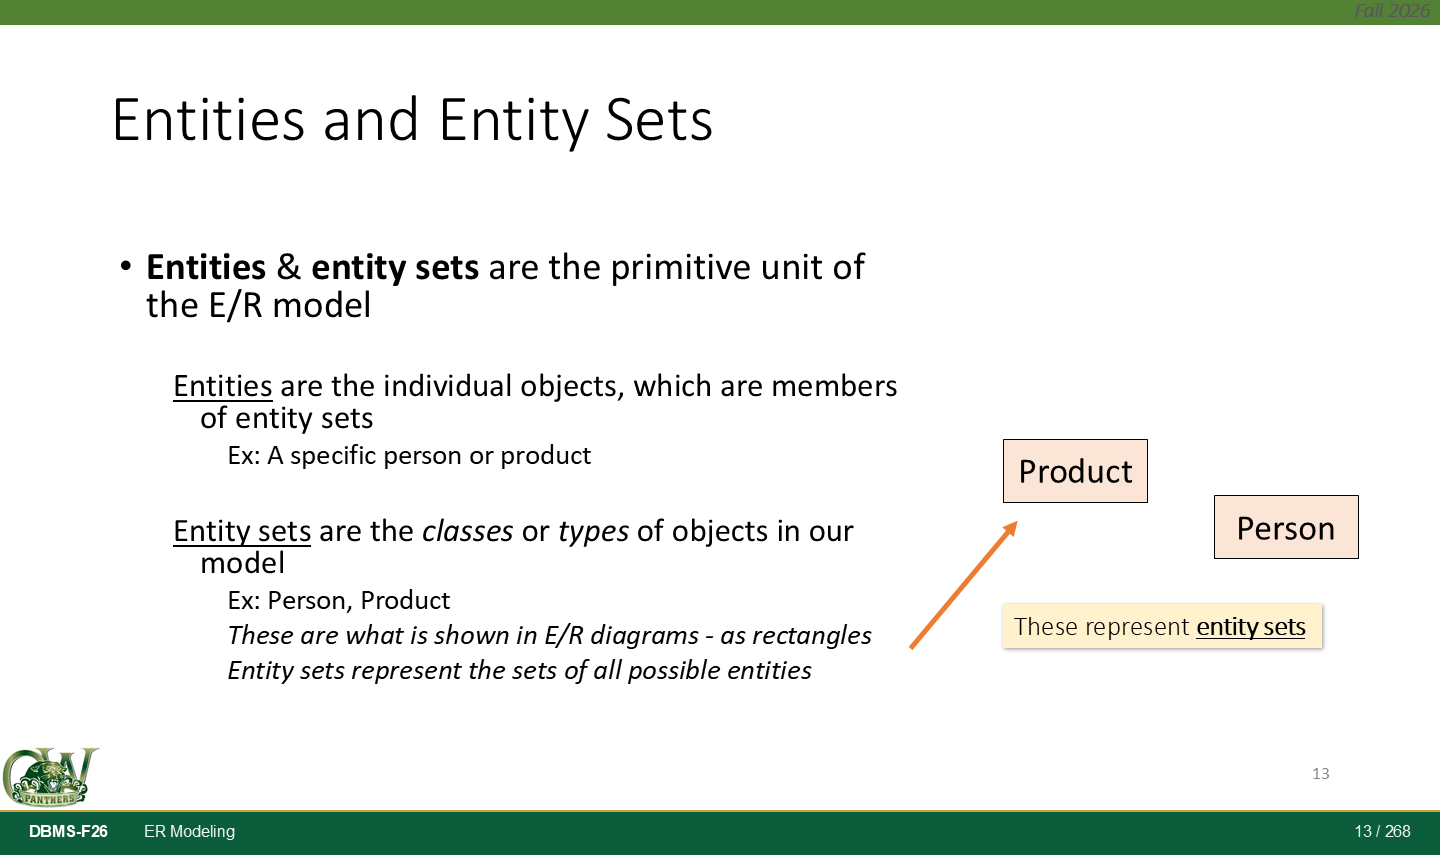 Fall 2026
Entities and Entity Sets
• Entities & entity sets are the primitive unit of
the E/R model
Entities are the individual objects, which are members
of entity sets
Ex: A specific person or product
Entity sets are the classes or types of objects in our
model
Ex: Person, Product
These are what is shown in E/R diagrams - as rectangles
Entity sets represent the sets of all possible entities
Product
Person
These represent entity sets
OW
PANTHERS
13
DBMS-F26 ER Modeling 13 / 268